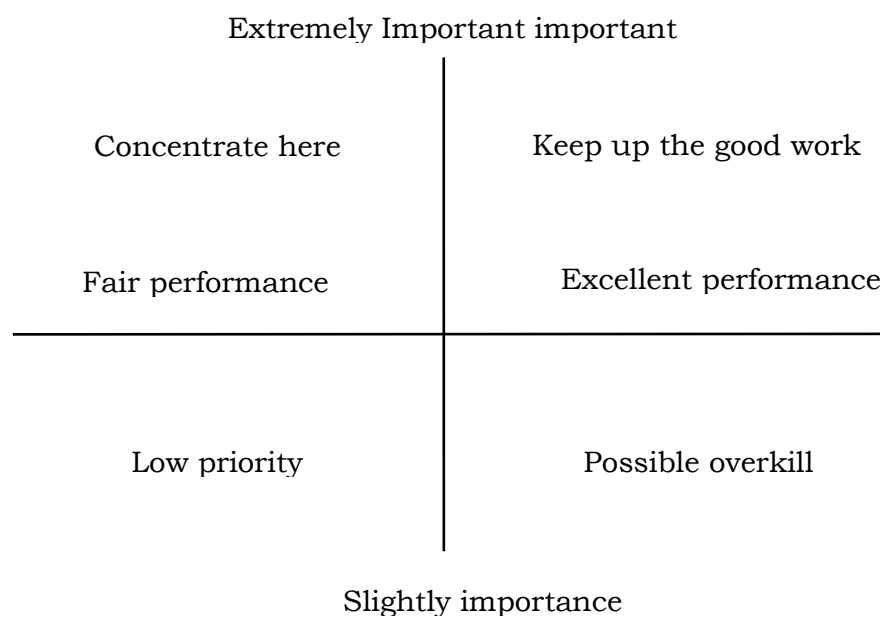 Extremely Important important
Concentrate here
Keep up the good work
Fair performance
Excellent performance
Low priority
Possible overkill
Slightly importance